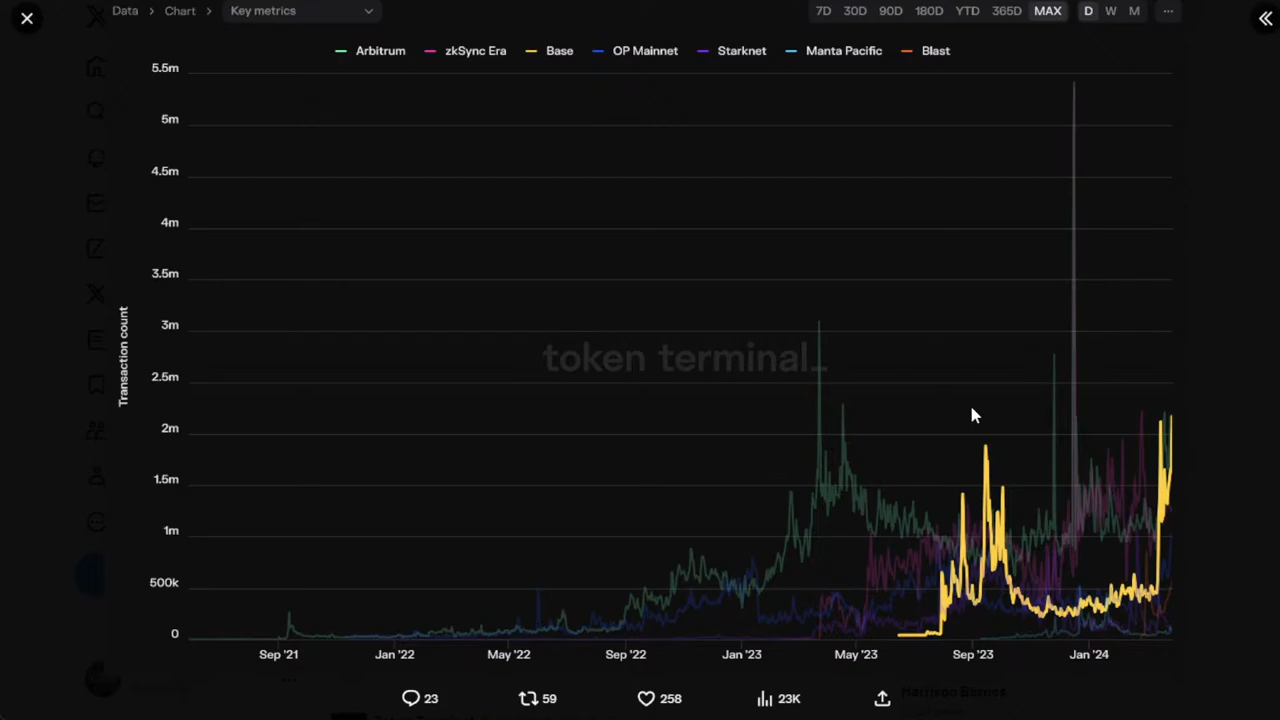 Data > Chart > Key metrics
7D 30D 90D 180D YTD 365D MAX D W M ...
Arbitrum zkSync Era Base OP Mainnet Starknet Manta Pacific Blast
5.5m
5m
4.5m
4m
3.5m
3m
2.5m
2m
1.5m
1m
500k
0
Transaction count
token terminal_
Sep '21 Jan '22 May '22 Sep '22 Jan '23 May '23 Sep '23 Jan '24
23 59 258 23K
Harrison Barnes